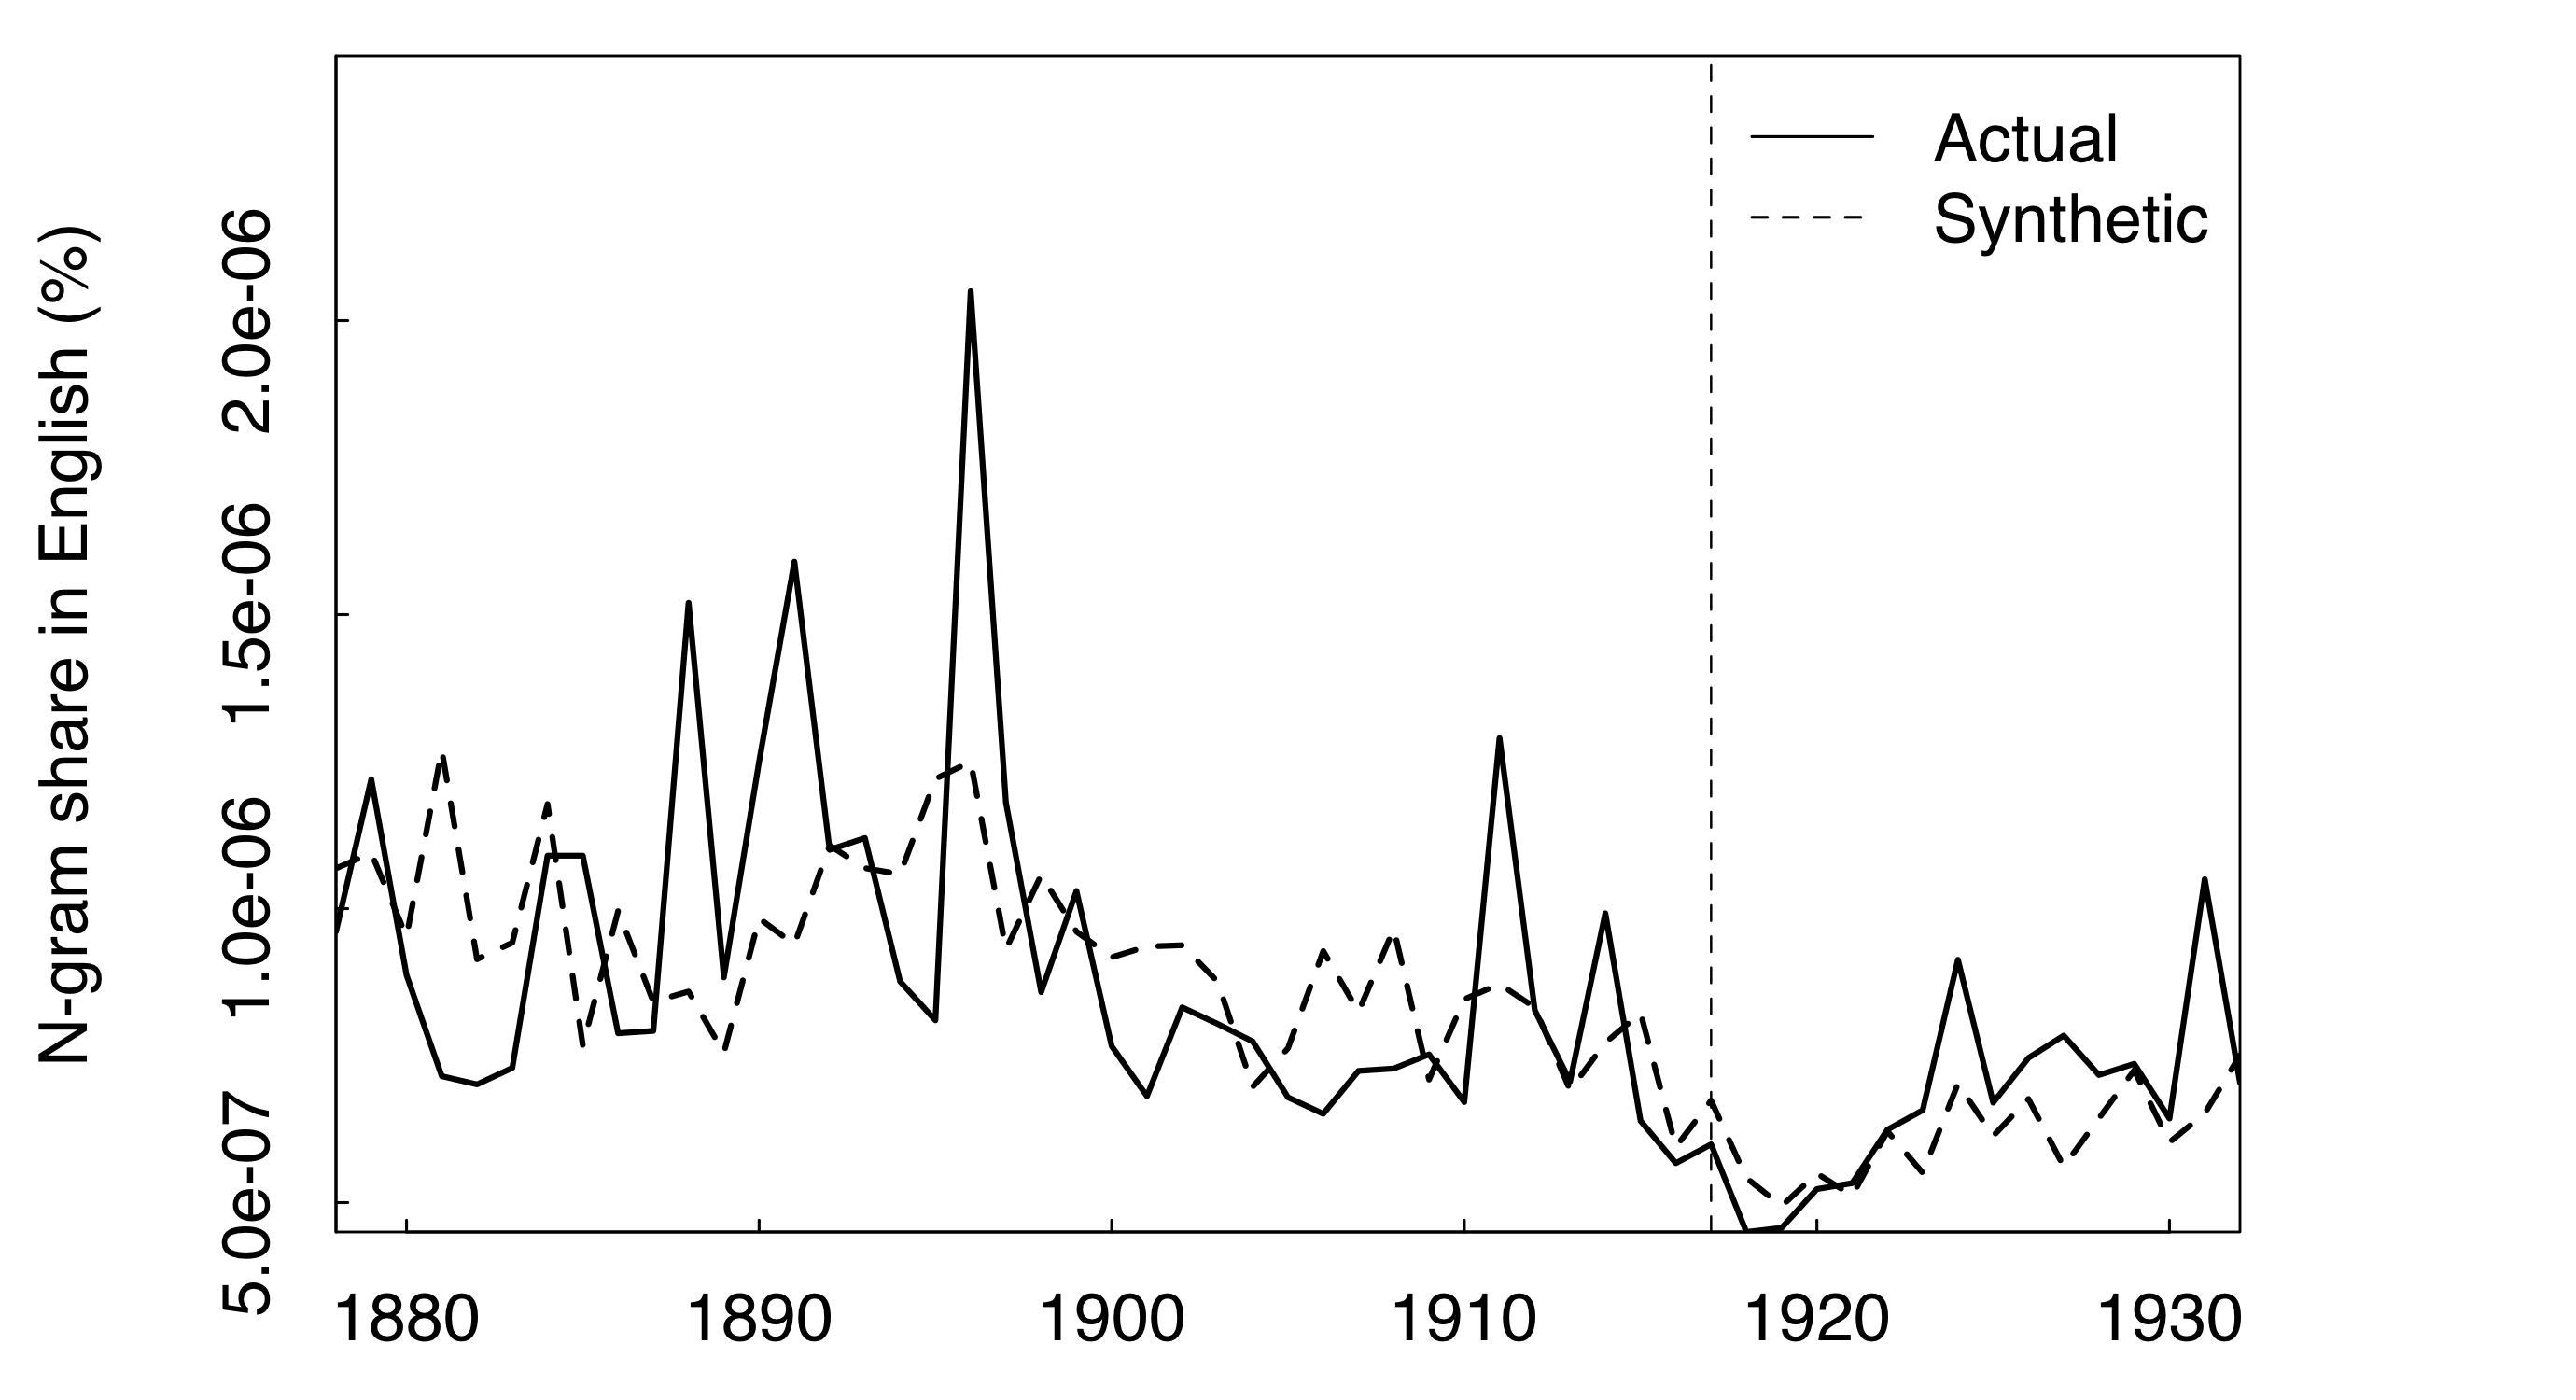 N-gram share in English (%)
2.0e-06
1.5e-06
1.0e-06
5.0e-07
Actual
Synthetic
1880 1890 1900 1910 1920 1930